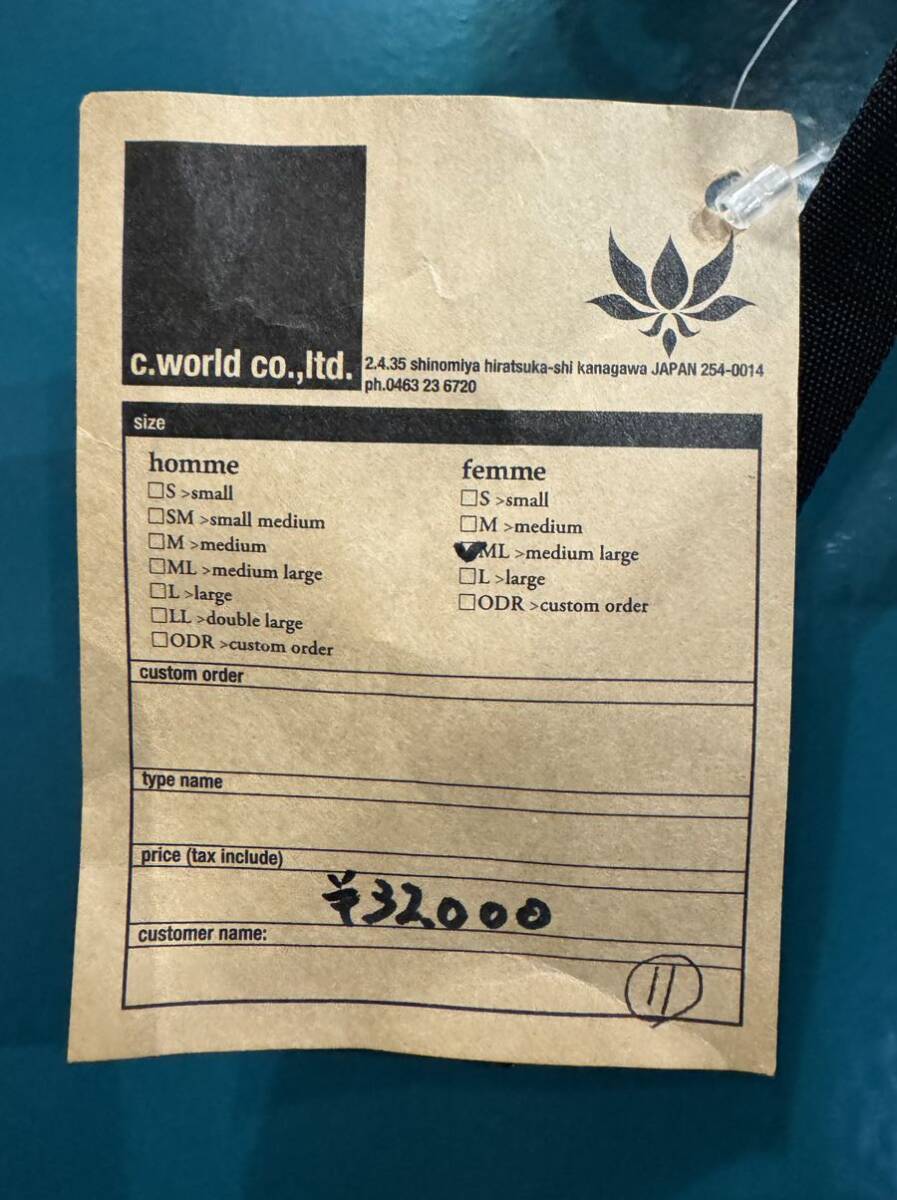 c.world co.,ltd.
2.4.35 shinomiya hiratsuka-shi kanagawa JAPAN 254-0014
ph.0463 23 6720
size
homme
□S >small
□SM >small medium
□M >medium
□ML >medium large
□L >large
□LL >double large
□ODR >custom order
femme
□S >small
□M >medium
☑ML >medium large
□L >large
□ODR >custom order
custom order
type name
price (tax include)
¥32,000
customer name:
11